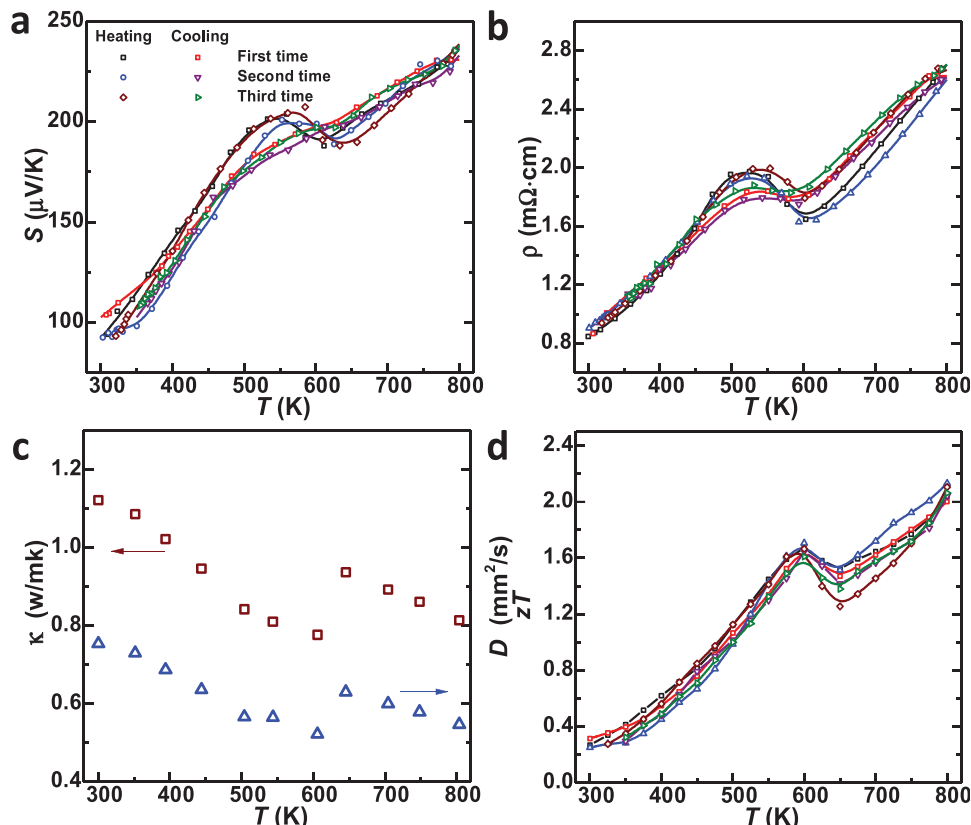 a
Heating Cooling
First time
Second time
Third time
S (μV/K)
250
200
150
100
300 400 500 600 700 800
T (K)
b
ρ (mΩ·cm)
2.8
2.4
2.0
1.6
1.2
0.8
300 400 500 600 700 800
T (K)
c
κ (w/mk)
1.2
1.0
0.8
0.6
0.4
300 400 500 600 700 800
T (K)
D (mm²/s)
d
zT
2.4
2.0
1.6
1.2
0.8
0.4
0.0
300 400 500 600 700 800
T (K)